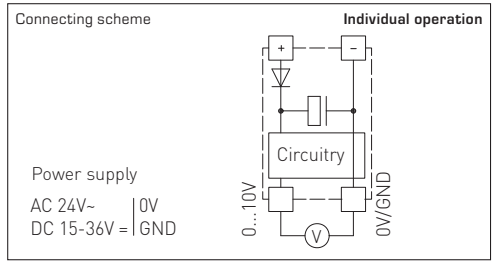 Connecting scheme Individual operation
+ −
Circuitry
Power supply
AC 24V~ 0V
DC 15-36V = GND
0...10V
0V/GND
V